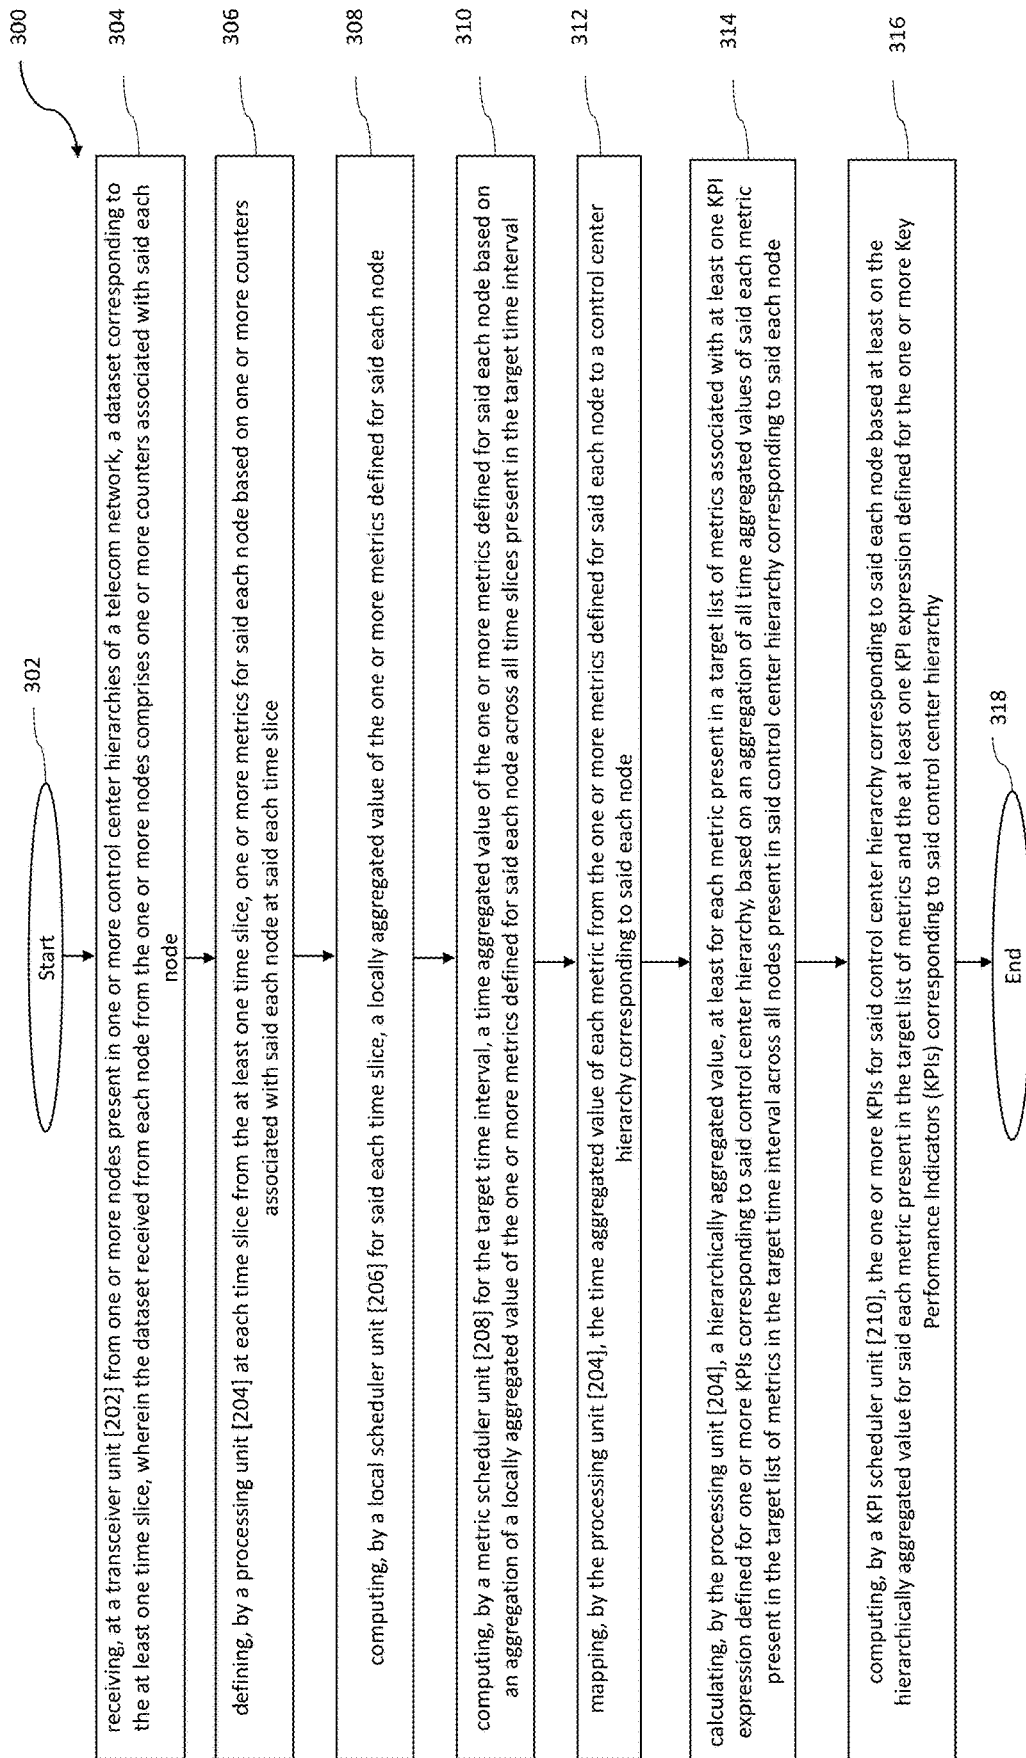 300
302
Start
304
receiving, at a transceiver unit [202] from one or more nodes present in one or more control center hierarchies of a telecom network, a dataset corresponding to
the at least one time slice, wherein the dataset received from each node from the one or more nodes comprises one or more counters associated with said each
node
306
defining, by a processing unit [204] at each time slice from the at least one time slice, one or more metrics for said each node based on one or more counters
associated with said each node at said each time slice
308
computing, by a local scheduler unit [206] for said each time slice, a locally aggregated value of the one or more metrics defined for said each node
310
computing, by a metric scheduler unit [208] for the target time interval, a time aggregated value of the one or more metrics defined for said each node based on
an aggregation of a locally aggregated value of the one or more metrics defined for said each node across all time slices present in the target time interval
312
mapping, by the processing unit [204], the time aggregated value of each metric from the one or more metrics defined for said each node to a control center
hierarchy corresponding to said each node
314
calculating, by the processing unit [204], a hierarchically aggregated value, at least for each metric present in a target list of metrics associated with at least one KPI
expression defined for one or more KPIs corresponding to said control center hierarchy, based on an aggregation of all time aggregated values of said each metric
present in the target list of metrics in the target time interval across all nodes present in said control center hierarchy corresponding to said each node
316
computing, by a KPI scheduler unit [210], the one or more KPIs for said control center hierarchy corresponding to said each node based at least on the
hierarchically aggregated value for said each metric present in the target list of metrics and the at least one KPI expression defined for the one or more Key
Performance Indicators (KPIs) corresponding to said control center hierarchy
318
End